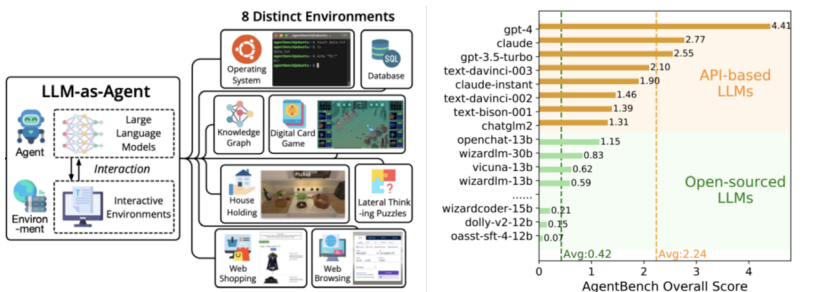 8 Distinct Environments
LLM-as-Agent
Agent
Large
Language
Models
Interaction
Environ
-ment
Interactive
Environments
Operating
System
Database
SQL
Knowledge
Graph
Digital Card
Game
House
Holding
Lateral Think
-ing Puzzles
Web
Shopping
Web
Browsing
gpt-4 4.41
claude 2.77
gpt-3.5-turbo 2.55
text-davinci-003 2.10
claude-instant 1.90
text-davinci-002 1.46
text-bison-001 1.39
chatglm2 1.31
API-based
LLMs
openchat-13b 1.15
wizardlm-30b 0.83
vicuna-13b 0.62
wizardlm-13b 0.59
......
wizardcoder-15b 0.21
dolly-v2-12b 0.15
oasst-sft-4-12b 0.07
Open-sourced
LLMs
Avg:0.42
Avg:2.24
0 1 2 3 4
AgentBench Overall Score